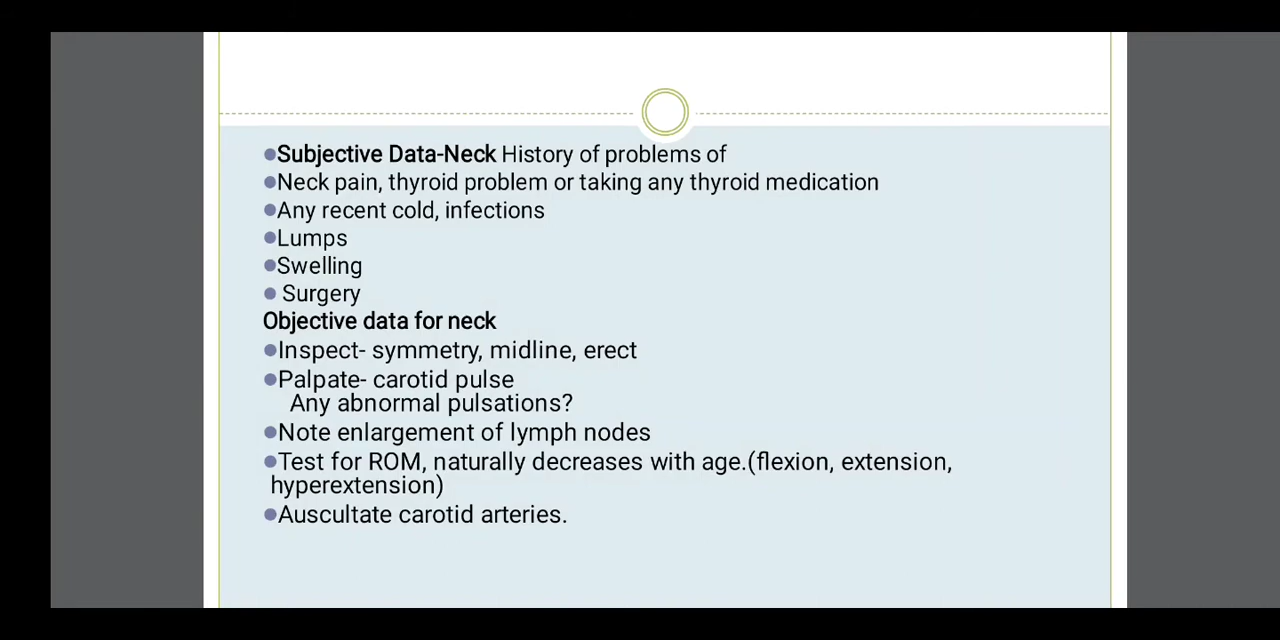 ●Subjective Data-Neck History of problems of
●Neck pain, thyroid problem or taking any thyroid medication
●Any recent cold, infections
●Lumps
●Swelling
● Surgery
Objective data for neck
●Inspect- symmetry, midline, erect
●Palpate- carotid pulse
Any abnormal pulsations?
●Note enlargement of lymph nodes
●Test for ROM, naturally decreases with age.(flexion, extension,
hyperextension)
●Auscultate carotid arteries.